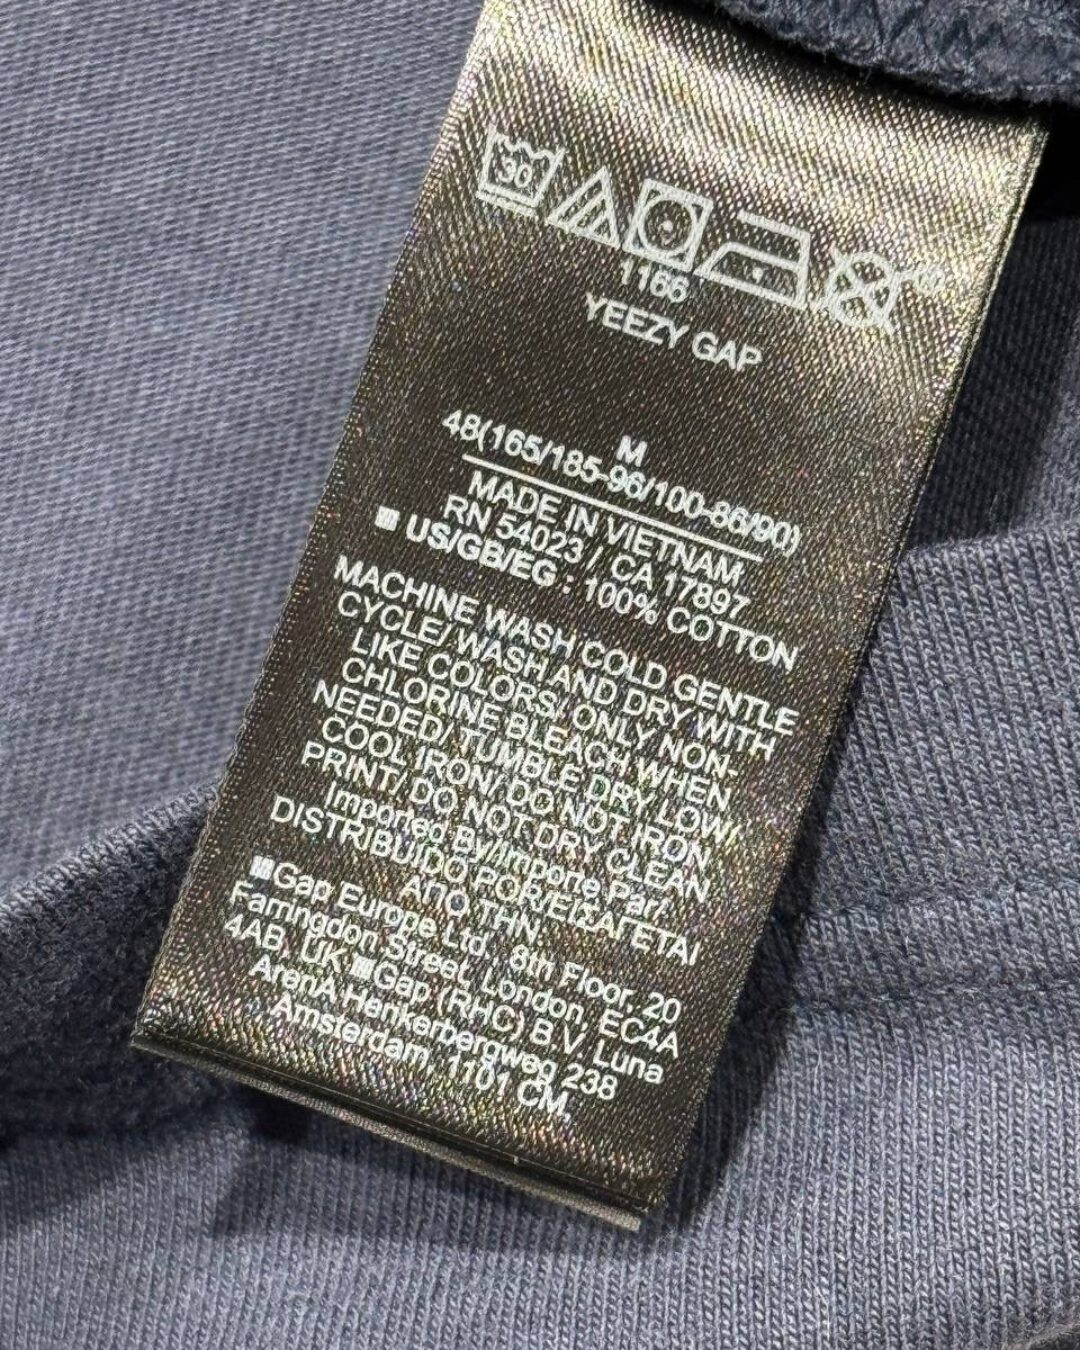 30
1166
YEEZY GAP
M
48(165/185-96/100-86/90)
MADE IN VIETNAM
RN 54023 / CA 17897
US/GB/EG : 100% COTTON
MACHINE WASH COLD GENTLE
CYCLE/ WASH AND DRY WITH
LIKE COLORS/ ONLY NON-
CHLORINE BLEACH WHEN
NEEDED/ TUMBLE DRY LOW/
COOL IRON/ DO NOT IRON
PRINT/ DO NOT DRY CLEAN
Imported By/Importe Par/
DISTRIBUIDO POR/ΕΙΣΑΓΕΤΑΙ
ΑΠΟ ΤΗΝ:
Gap Europe Ltd., 8th Floor, 20
Farringdon Street, London, EC4A
4AB, UK Gap (RHC) B.V. Luna
ArenA Herikerbergweg 238
Amsterdam, 1101 CM,